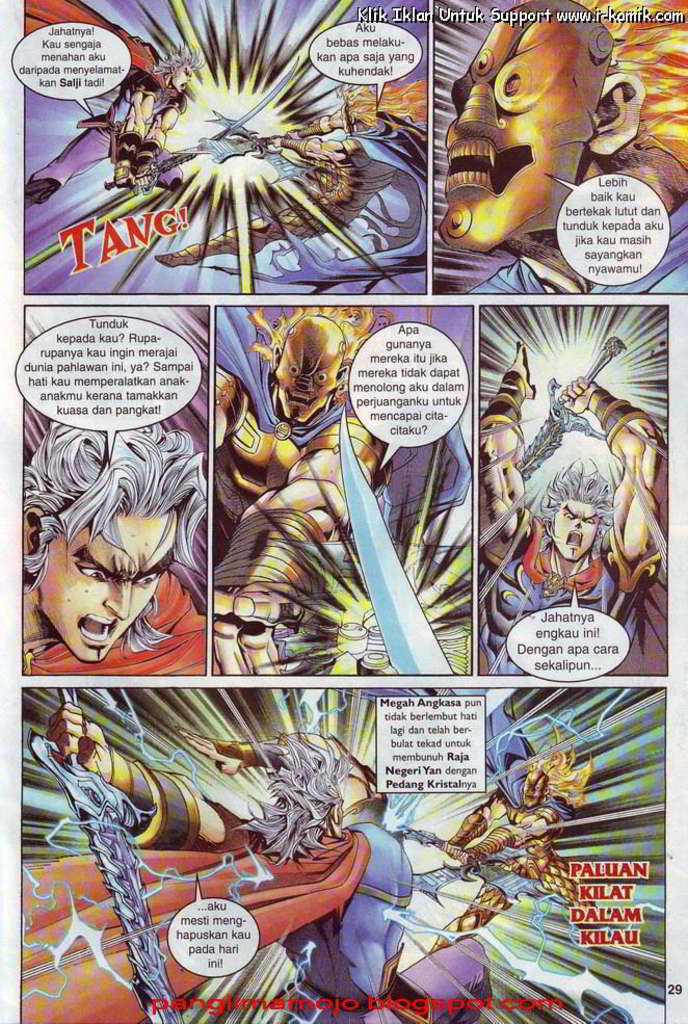 Klik Iklan Untuk Support www.i-komik.com
Jahatnya!
Kau sengaja
menahan aku
daripada menyelamat-
kan Salji tadi!
Aku
bebas melaku-
kan apa saja yang
kuhendak!
TANG!
Lebih
baik kau
bertekak lutut dan
tunduk kepada aku
jika kau masih
sayangkan
nyawamu!
Tunduk
kepada kau? Rupa-
rupanya kau ingin merajai
dunia pahlawan ini, ya? Sampai
hati kau memperalatkan anak-
anakmu kerana tamakkan
kuasa dan pangkat!
Apa
gunanya
mereka itu jika
mereka tidak dapat
menolong aku dalam
perjuanganku untuk
mencapai cita-
citaku?
Jahatnya
engkau ini!
Dengan apa cara
sekalipun...
Megah Angkasa pun
tidak berlembut hati
lagi dan telah ber-
bulat tekad untuk
membunuh Raja
Negeri Yan dengan
Pedang Kristalnya
PALUAN
KILAT
DALAM
KILAU
...aku
mesti meng-
hapuskan kau
pada hari
ini!
29
panglimamojo.blogspot.com